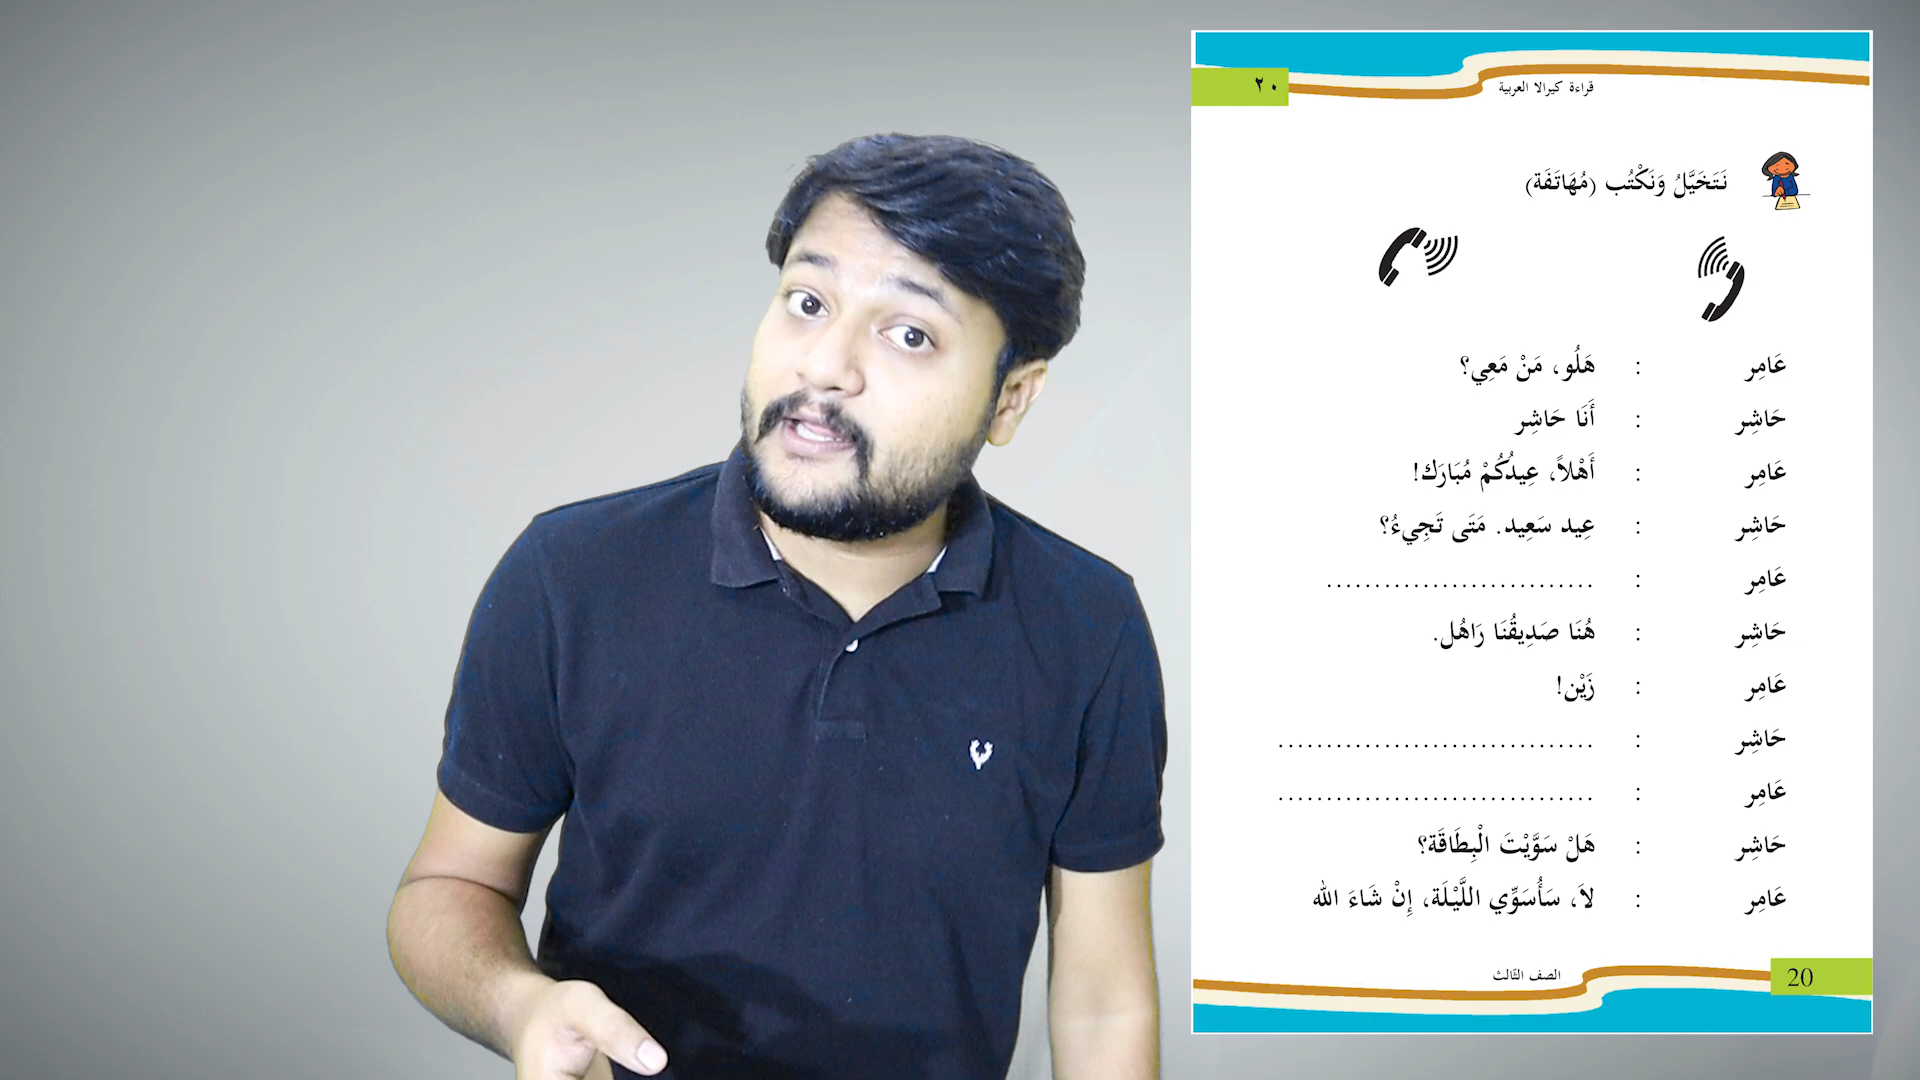 ٢٠
قراءة كيرالا العربية
نَتَخَيَّلُ وَنَكْتُب (مُهَاتَفَة)
عَامِر : هَلُو، مَنْ مَعِي؟
حَاشِر : أَنَا حَاشِر
عَامِر : أَهْلاً، عِيدُكُمْ مُبَارَك!
حَاشِر : عِيد سَعِيد. مَتَى تَجِيءُ؟
عَامِر : ............................
حَاشِر : هُنَا صَدِيقُنَا رَاهُل.
عَامِر : زَيْن!
حَاشِر : .................................
عَامِر : .................................
حَاشِر : هَلْ سَوَّيْتَ الْبِطَاقَة؟
عَامِر : لاَ، سَأُسَوِّي اللَّيْلَة، إِنْ شَاءَ الله
الصف الثالث
20